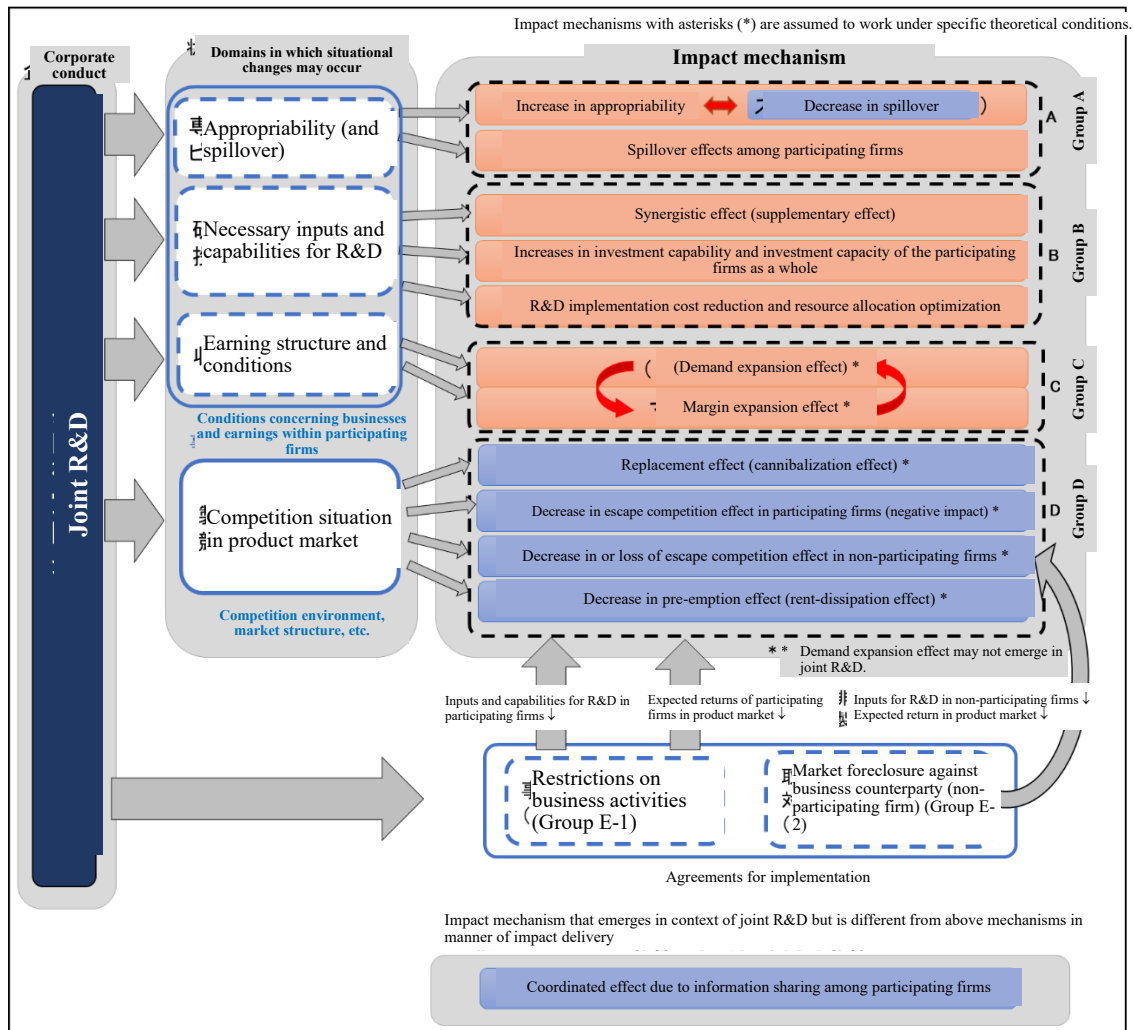 Impact mechanisms with asterisks (*) are assumed to work under specific theoretical conditions.
Corporate
conduct
Domains in which situational
changes may occur
Impact mechanism
Joint R&D
Appropriability (and
spillover)
Necessary inputs and
capabilities for R&D
Earning structure and
conditions
Conditions concerning businesses
and earnings within participating
firms
Competition situation
in product market
Competition environment,
market structure, etc.
Increase in appropriability
Decrease in spillover
)
Spillover effects among participating firms
A
Group A
Synergistic effect (supplementary effect)
Increases in investment capability and investment capacity of the participating
firms as a whole
R&D implementation cost reduction and resource allocation optimization
B
Group B
( (Demand expansion effect) *
Margin expansion effect *
C
Group C
Replacement effect (cannibalization effect) *
Decrease in escape competition effect in participating firms (negative impact) *
Decrease in or loss of escape competition effect in non-participating firms *
Decrease in pre-emption effect (rent-dissipation effect) *
D
Group D
* * Demand expansion effect may not emerge in
joint R&D.
Inputs and capabilities for R&D in
participating firms ↓
Expected returns of participating
firms in product market ↓
Inputs for R&D in non-participating firms ↓
Expected return in product market ↓
Restrictions on
business activities
(Group E-1)
Market foreclosure against
business counterparty (non-
participating firm) (Group E-
2)
Agreements for implementation
Impact mechanism that emerges in context of joint R&D but is different from above mechanisms in
manner of impact delivery
Coordinated effect due to information sharing among participating firms